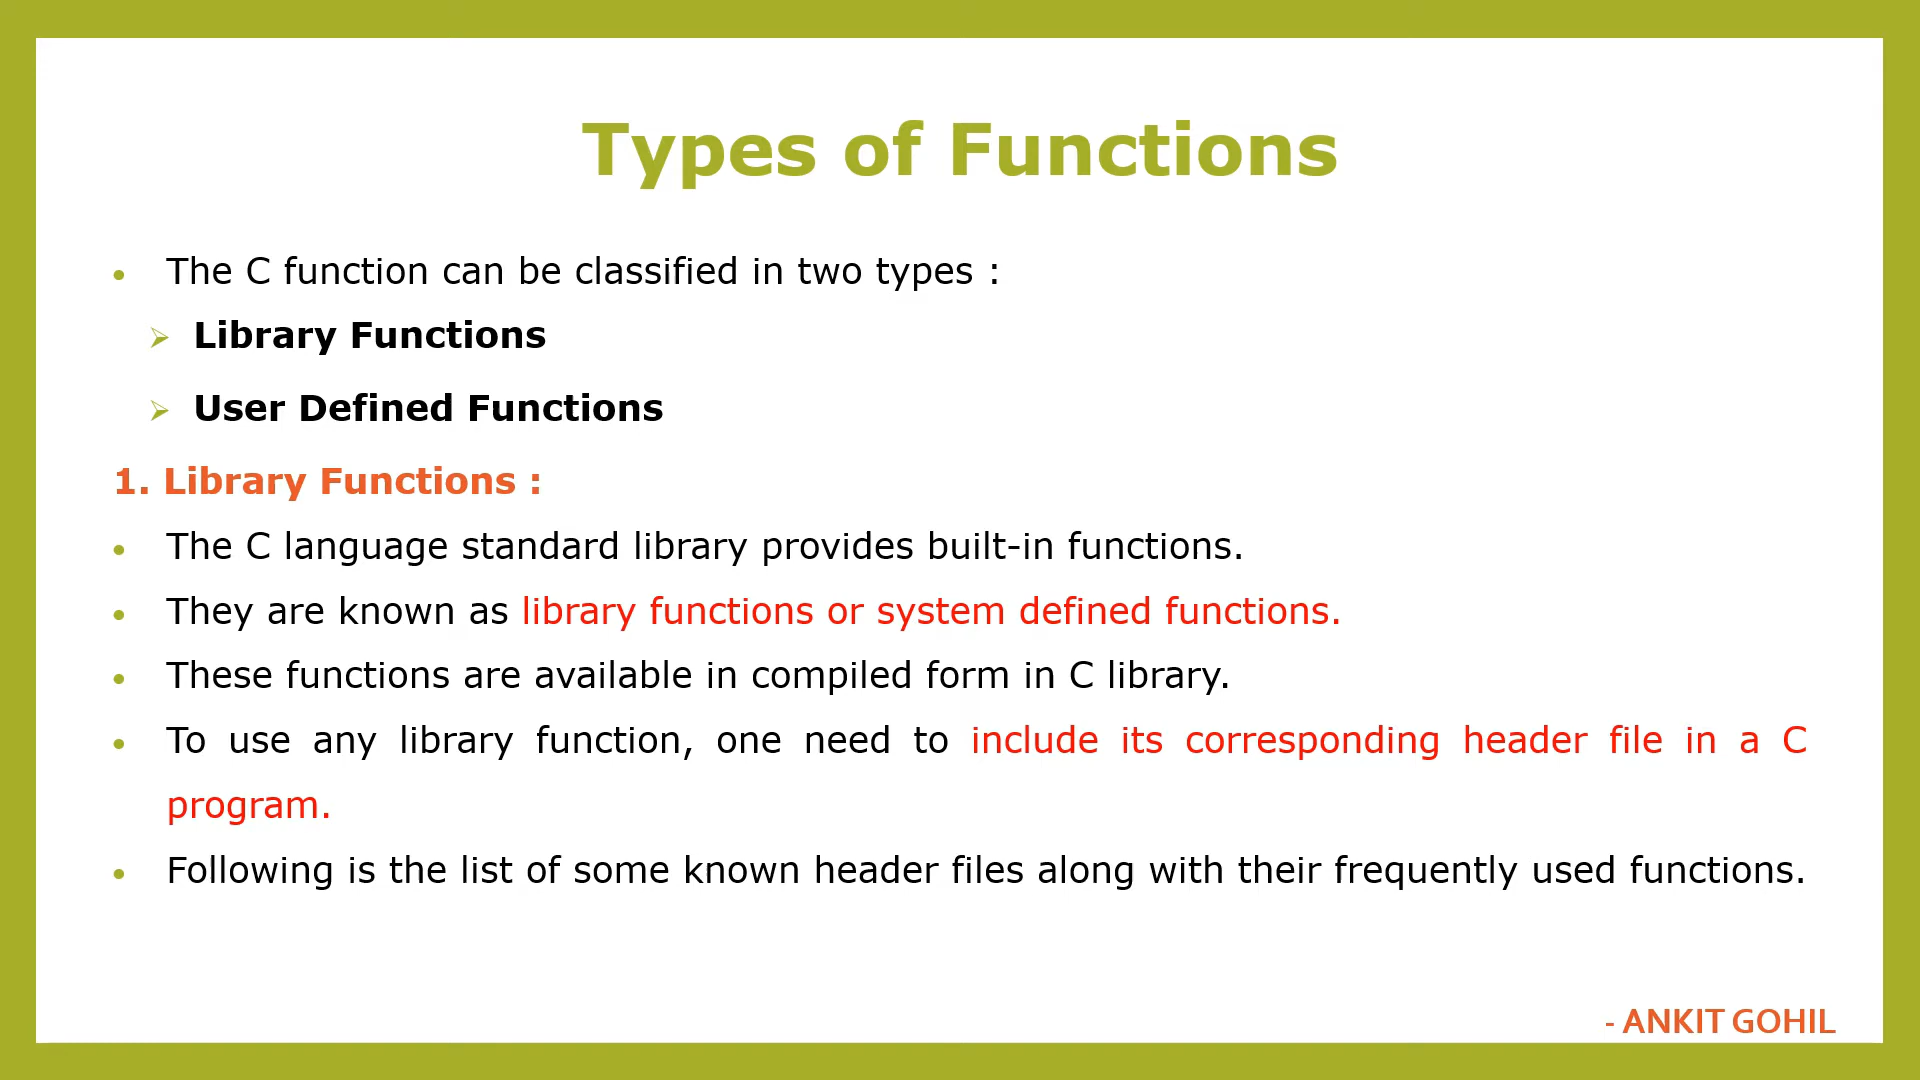 Types of Functions
• The C function can be classified in two types :
➢ Library Functions
➢ User Defined Functions
1. Library Functions :
• The C language standard library provides built-in functions.
• They are known as library functions or system defined functions.
• These functions are available in compiled form in C library.
• To use any library function, one need to include its corresponding header file in a C
program.
• Following is the list of some known header files along with their frequently used functions.
- ANKIT GOHIL